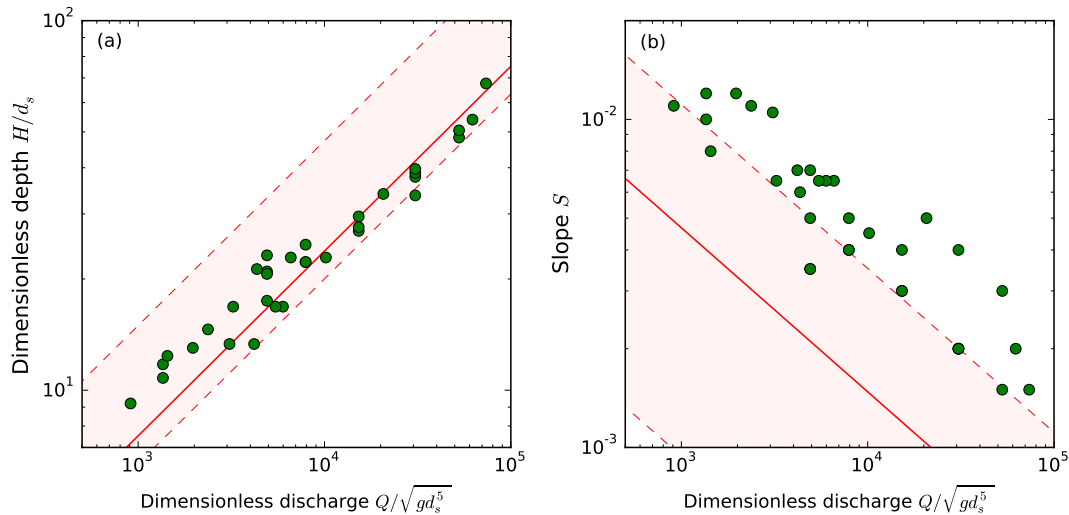 (a)
Dimensionless depth H/d_s
10^2
10^1
10^3
10^4
10^5
Dimensionless discharge Q/√(gd_s^5)
(b)
Slope S
10^-2
10^-3
10^3
10^4
10^5
Dimensionless discharge Q/√(gd_s^5)